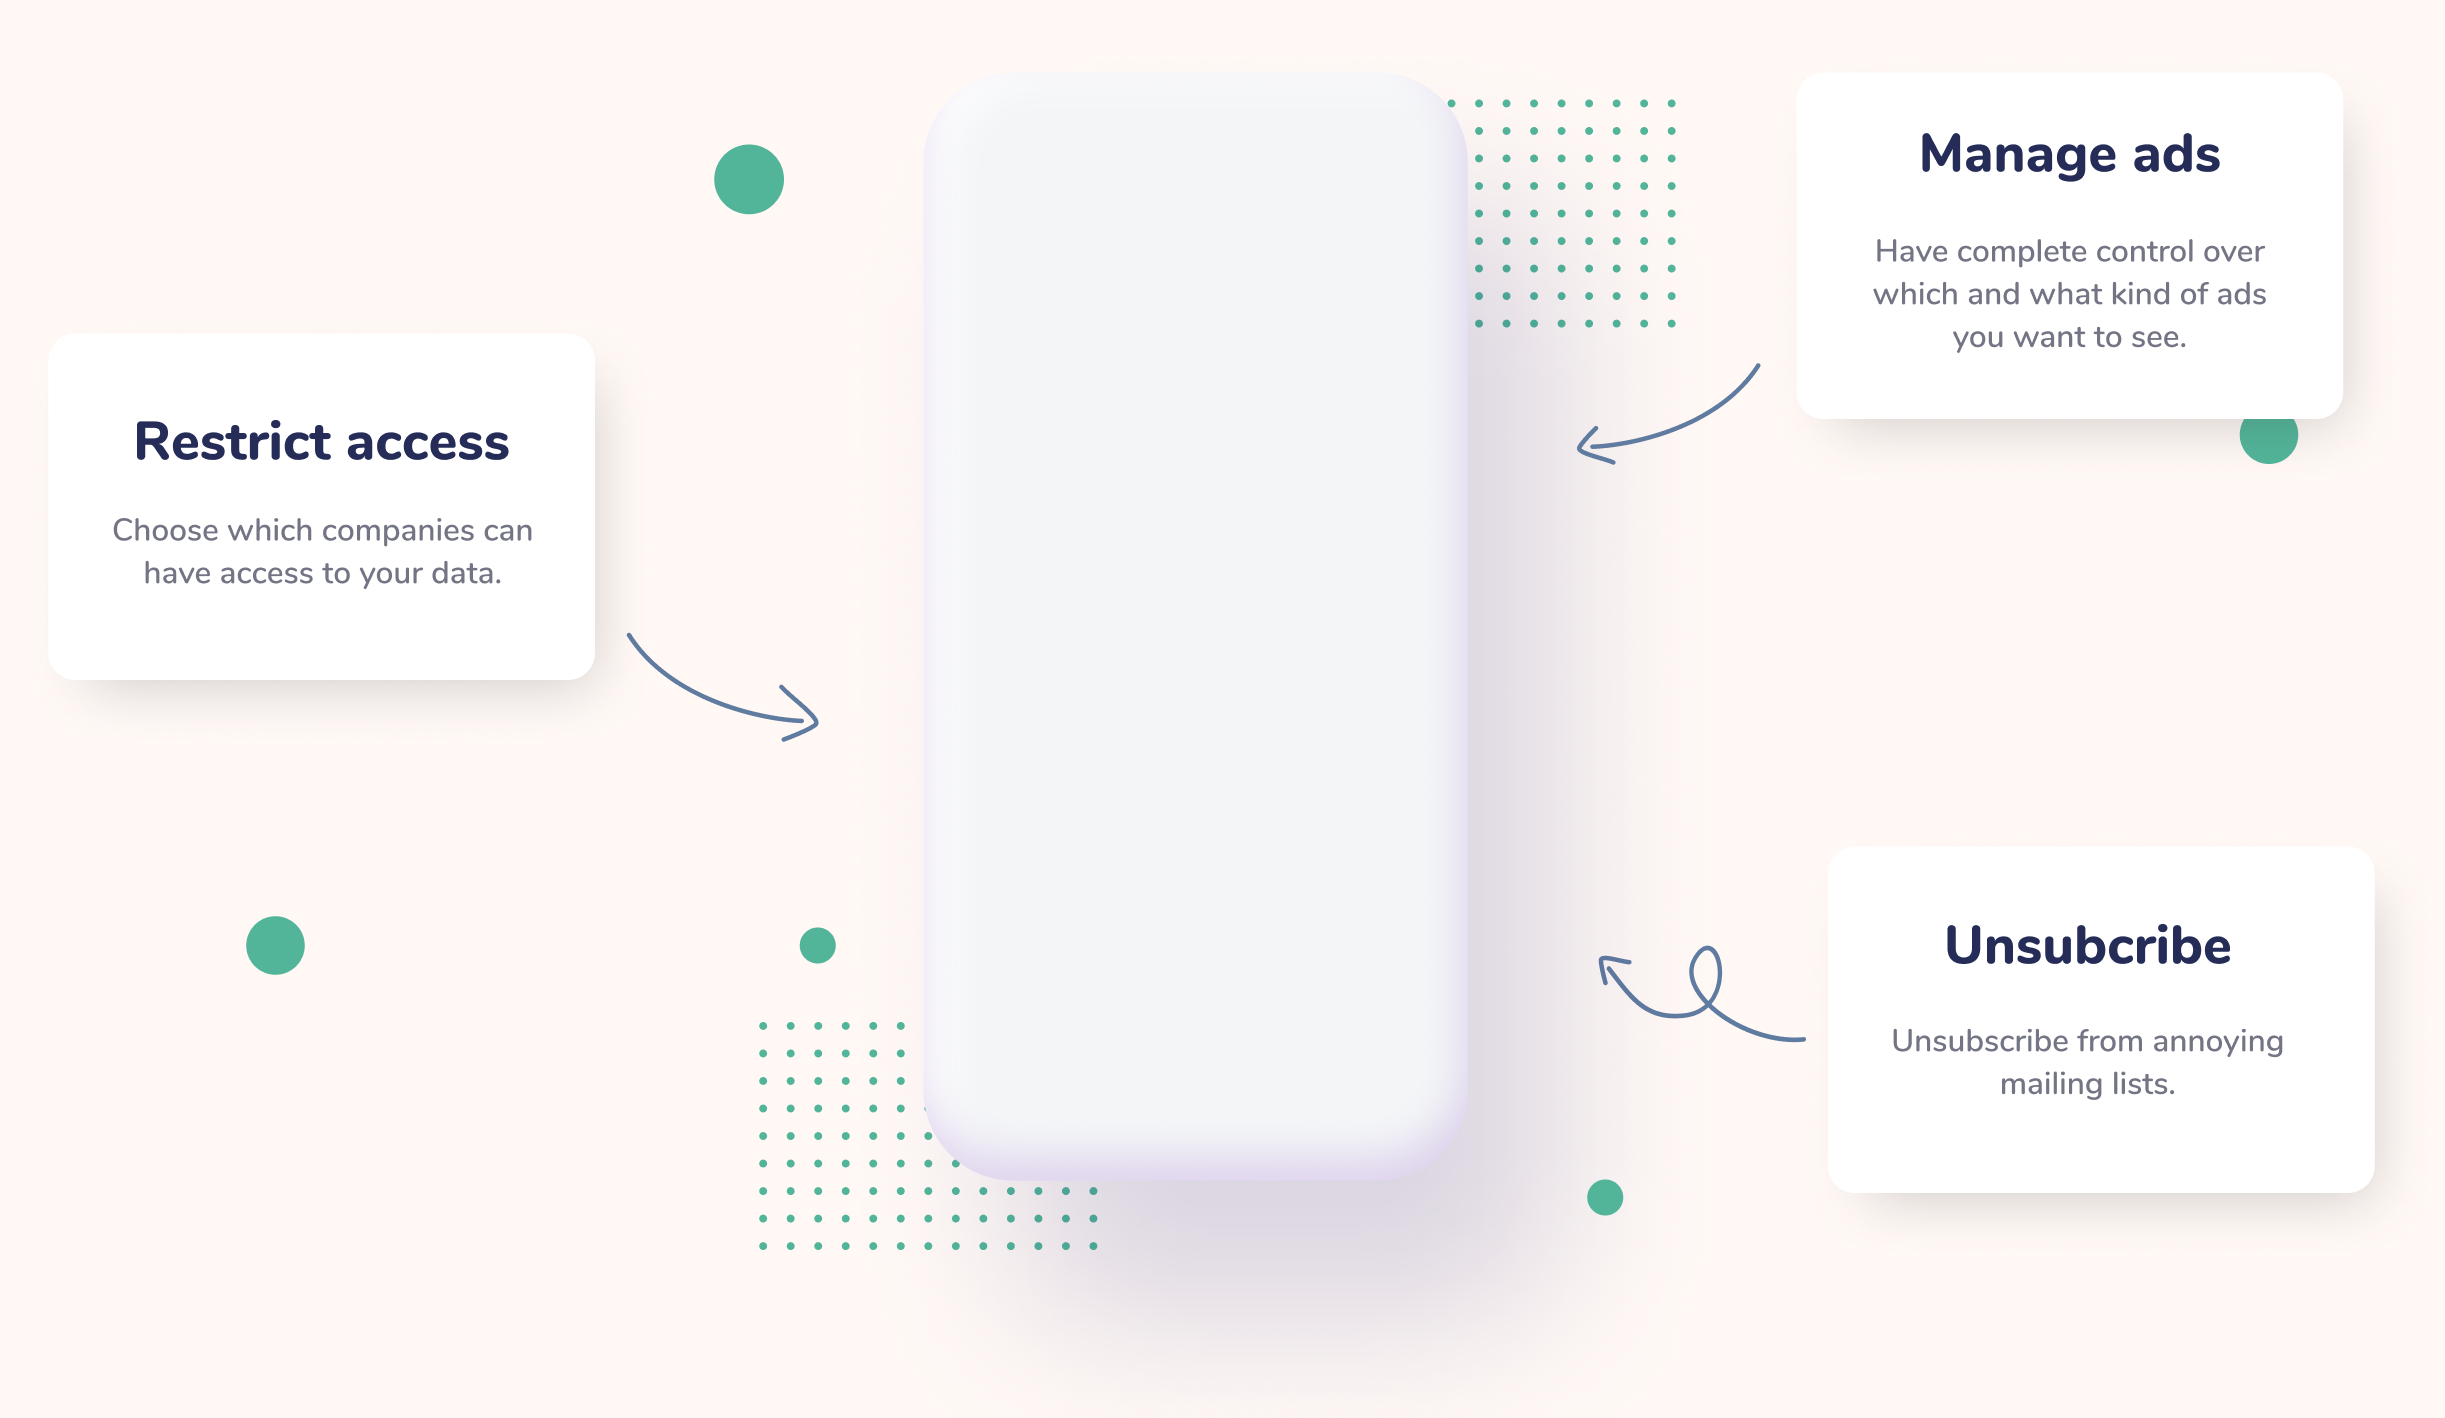 Manage ads
Have complete control over
which and what kind of ads
you want to see.
Restrict access
Choose which companies can
have access to your data.
Unsubcribe
Unsubscribe from annoying
mailing lists.